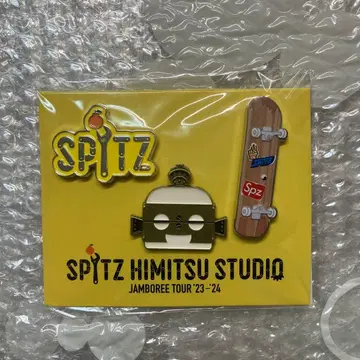 SPITZ
Spz
SPITZ HIMITSU STUDIO
JAMBOREE TOUR '23-'24